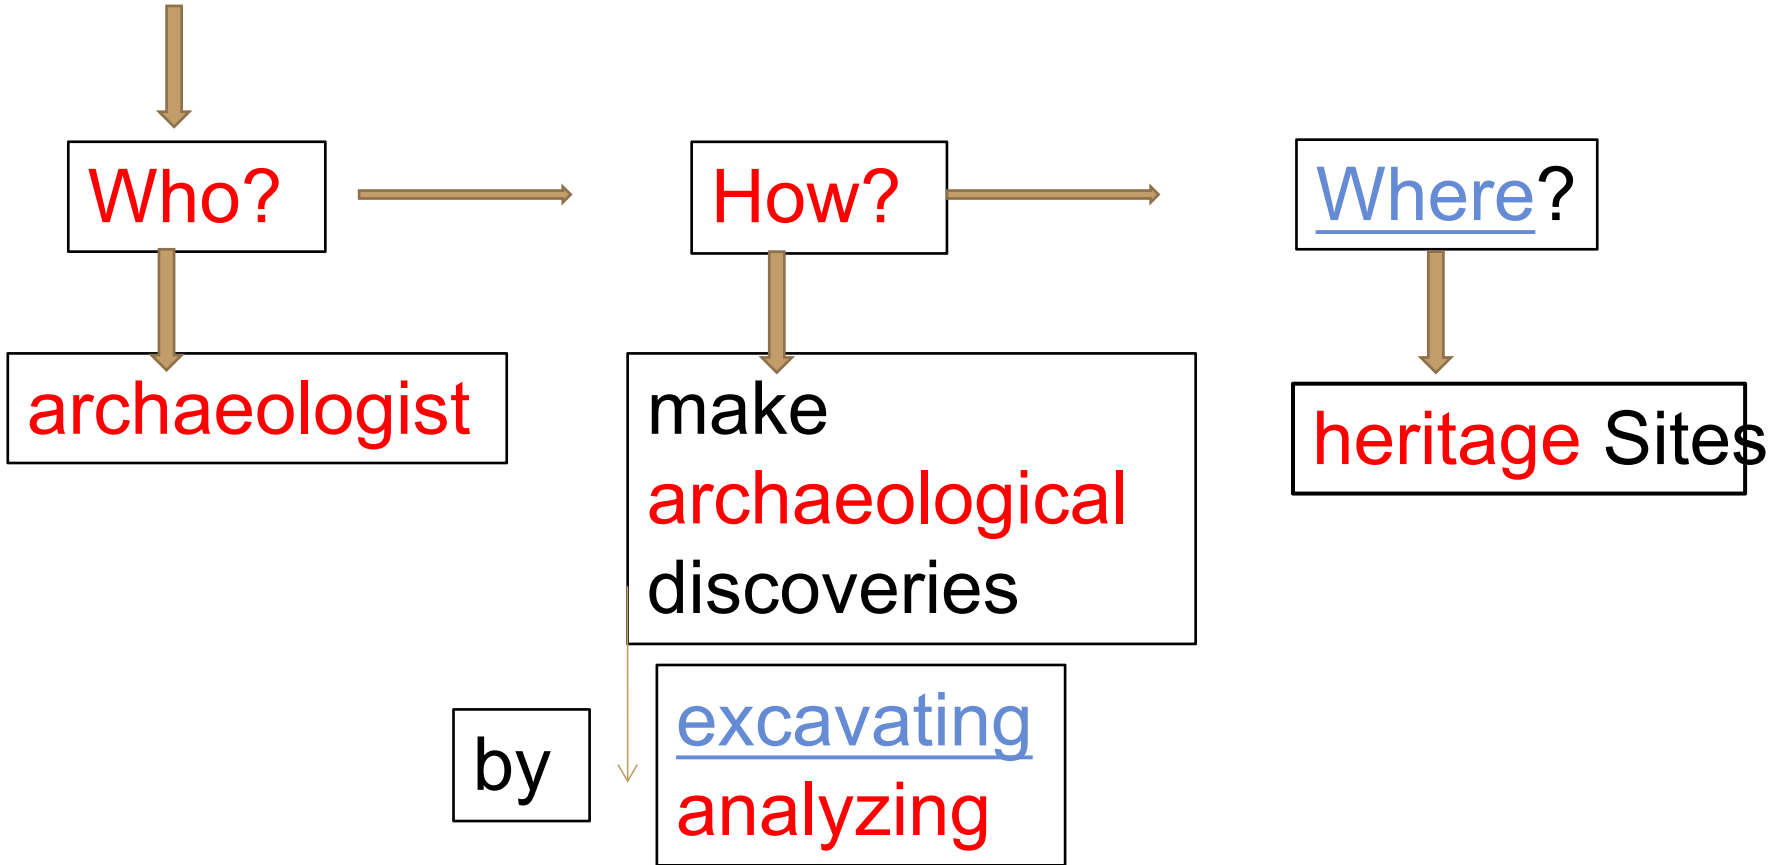 Who?
How?
Where?
archaeologist
make
archaeological
discoveries
heritage Sites
by
excavating
analyzing